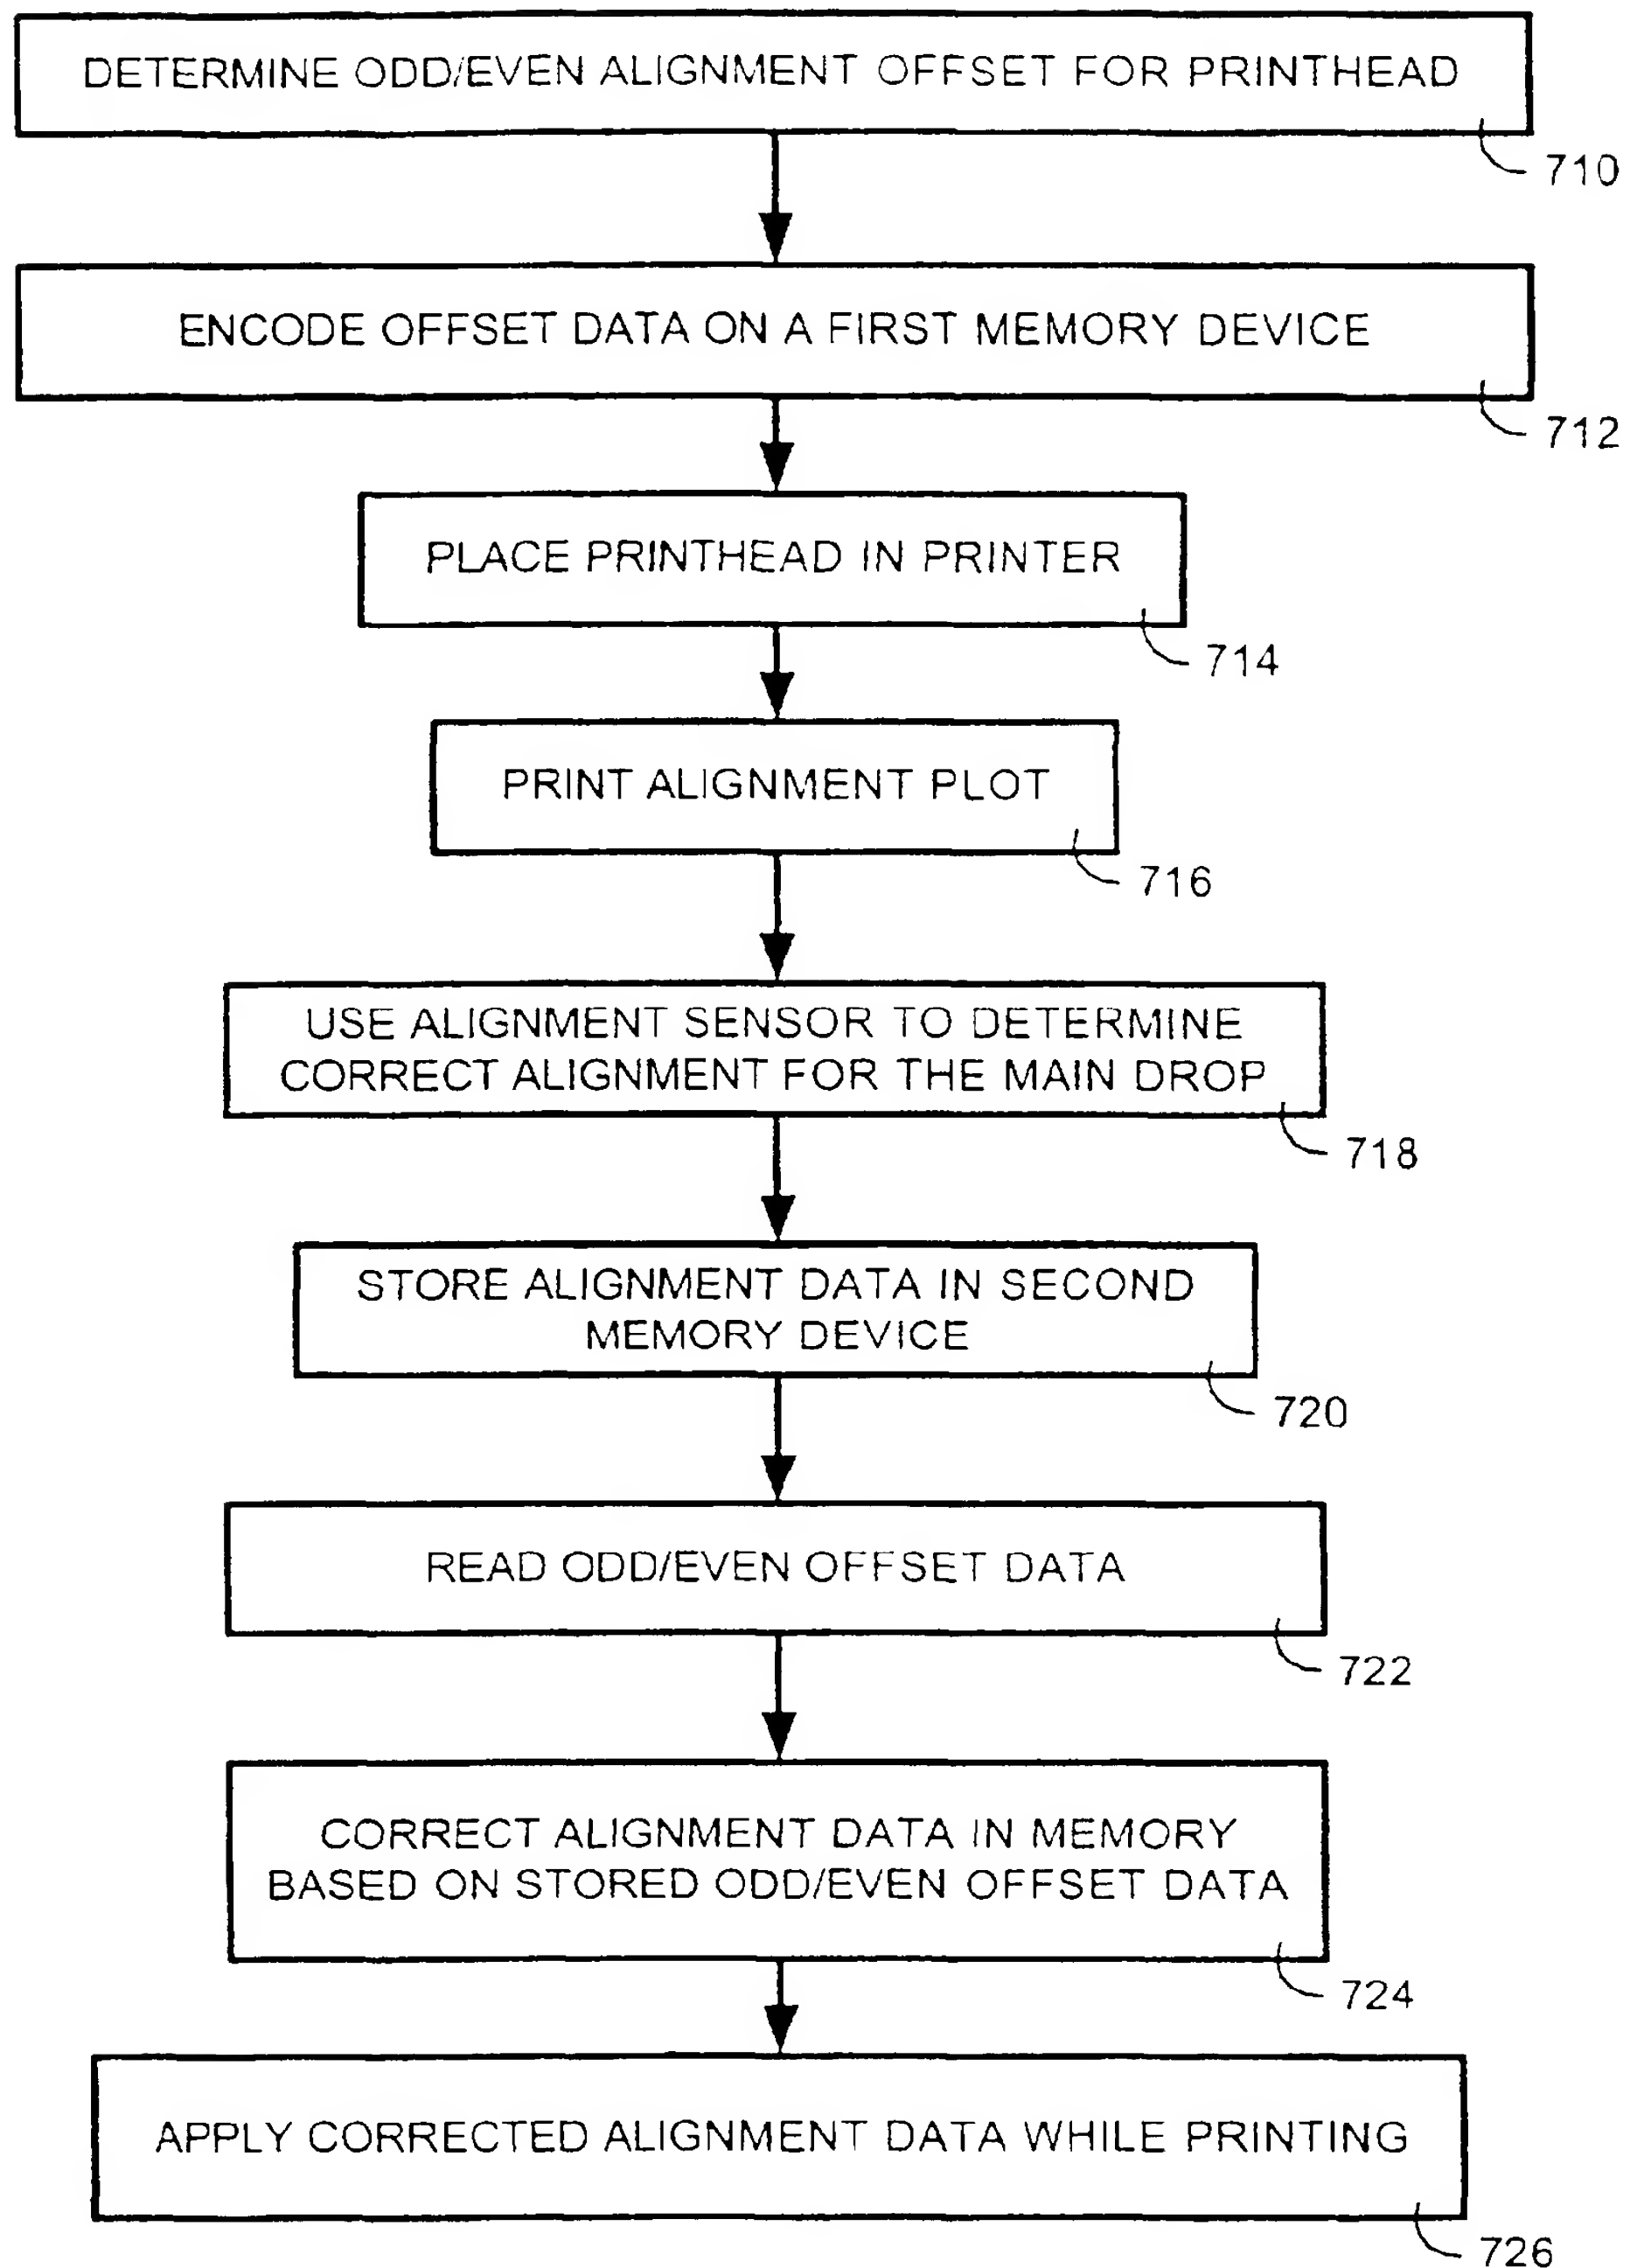 DETERMINE ODD/EVEN ALIGNMENT OFFSET FOR PRINTHEAD
710
ENCODE OFFSET DATA ON A FIRST MEMORY DEVICE
712
PLACE PRINTHEAD IN PRINTER
714
PRINT ALIGNMENT PLOT
716
USE ALIGNMENT SENSOR TO DETERMINE
CORRECT ALIGNMENT FOR THE MAIN DROP
718
STORE ALIGNMENT DATA IN SECOND
MEMORY DEVICE
720
READ ODD/EVEN OFFSET DATA
722
CORRECT ALIGNMENT DATA IN MEMORY
BASED ON STORED ODD/EVEN OFFSET DATA
724
APPLY CORRECTED ALIGNMENT DATA WHILE PRINTING
726